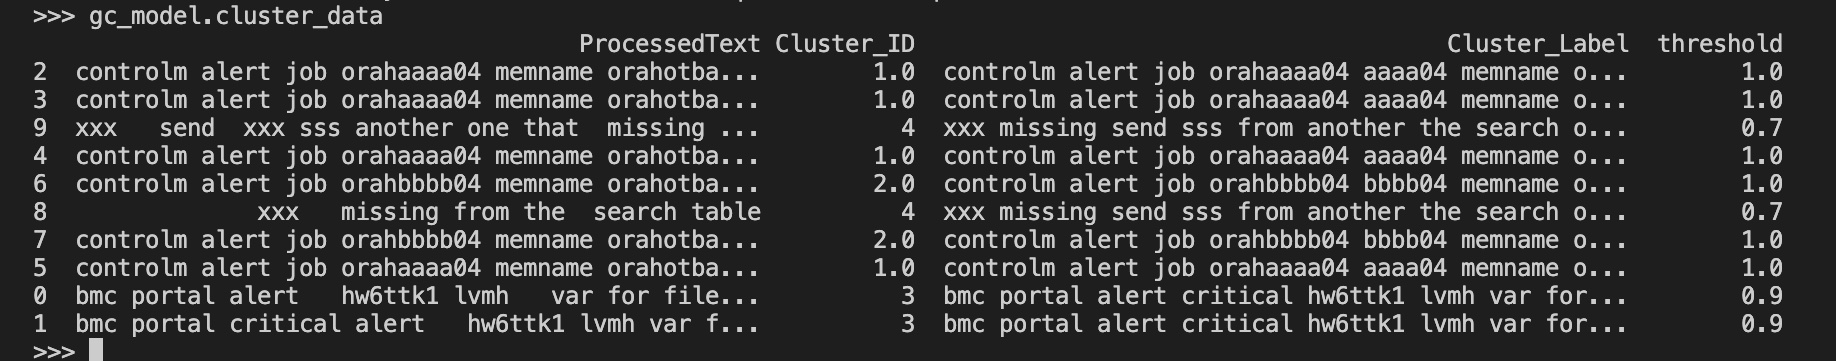 >>> gc_model.cluster_data
ProcessedText Cluster_ID Cluster_Label threshold
2 controlm alert job orahaaaa04 memname orahotba... 1.0 controlm alert job orahaaaa04 aaaa04 memname o... 1.0
3 controlm alert job orahaaaa04 memname orahotba... 1.0 controlm alert job orahaaaa04 aaaa04 memname o... 1.0
9 xxx   send  xxx sss another one that  missing ... 4 xxx missing send sss from another the search o... 0.7
4 controlm alert job orahaaaa04 memname orahotba... 1.0 controlm alert job orahaaaa04 aaaa04 memname o... 1.0
6 controlm alert job orahbbbb04 memname orahotba... 2.0 controlm alert job orahbbbb04 bbbb04 memname o... 1.0
8 xxx   missing from the  search table 4 xxx missing send sss from another the search o... 0.7
7 controlm alert job orahbbbb04 memname orahotba... 2.0 controlm alert job orahbbbb04 bbbb04 memname o... 1.0
5 controlm alert job orahaaaa04 memname orahotba... 1.0 controlm alert job orahaaaa04 aaaa04 memname o... 1.0
0 bmc portal alert   hw6ttk1 lvmh   var for file... 3 bmc portal alert critical hw6ttk1 lvmh var for... 0.9
1 bmc portal critical alert   hw6ttk1 lvmh var f... 3 bmc portal alert critical hw6ttk1 lvmh var for... 0.9
>>>